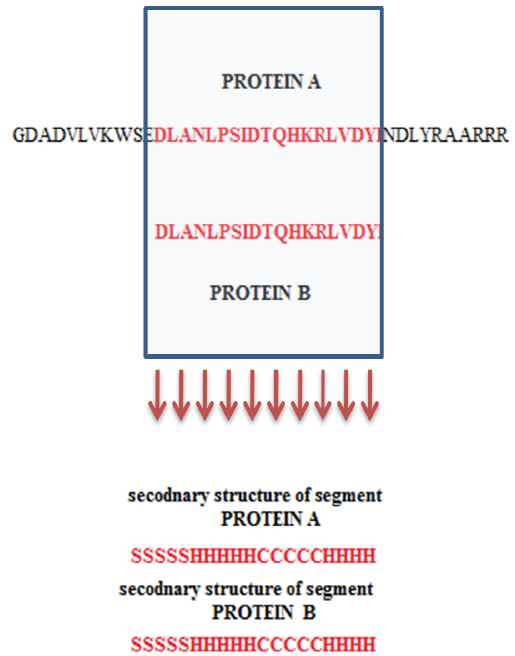 PROTEIN A
GDADVLVKWSEDLANLPSIDTQHKRLVDYINDLYRAARRR
DLANLPSIDTQHKRLVDYI
PROTEIN B
secodnary structure of segment
PROTEIN A
SSSSSHHHHHCCCCCHHHH
secodnary structure of segment
PROTEIN B
SSSSSHHHHHCCCCCHHHH